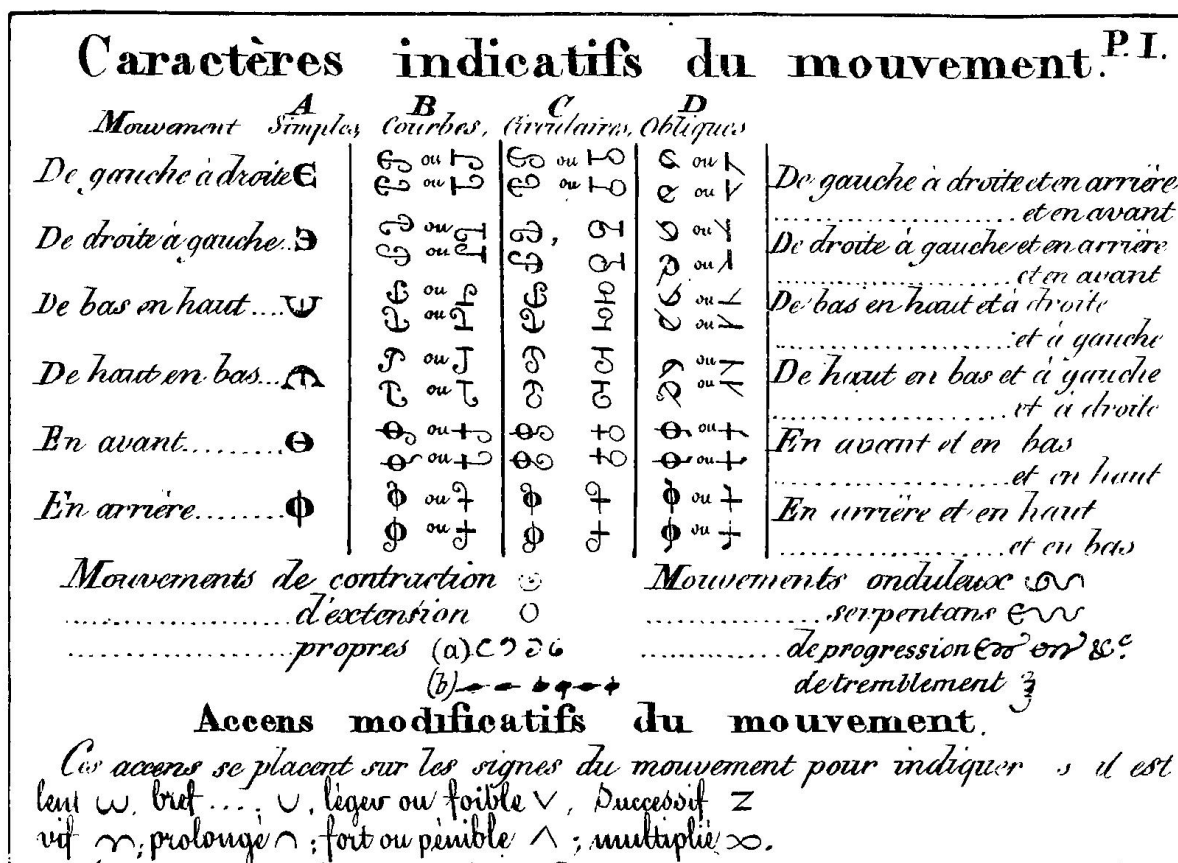 Caractères indicatifs du mouvement. P. I.
A B C D
Mouvement Simples, Courbes, Circulaires, Obliques
De gauche à droite ou ou ou ou De gauche à droite et en arrière
ou ou ou et en avant
De droite à gauche ou ou De droite à gauche et en arrière
ou ou et en avant
De bas en haut.... ou ou De bas en haut et à droite
ou ou et à gauche
De haut en bas... ou ou De haut en bas et à gauche
ou ou et à droite
En avant........ ou ou En avant et en bas
ou ou et en haut
En arrière........ ou ou En arrière et en haut
ou ou et en bas
Mouvements de contraction Mouvements onduleux
d'extension serpentans
propres (a) de progression &c.
(b) de tremblement
Accens modificatifs du mouvement.
Ces accens se placent sur les signes du mouvement pour indiquer s il est
lent ω, bref .... ∪, léger ou foible ∨, Successif Z
vif ; prolongé ∩ ; fort ou pénible ∧ ; multiplié ∞.